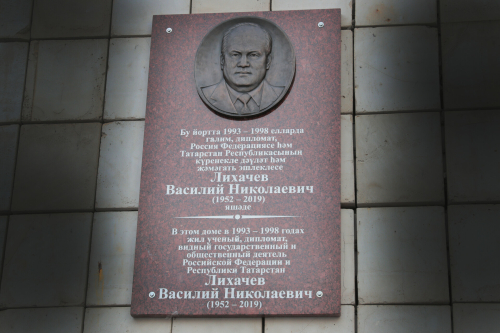 Бу йортта 1993 – 1998 елларда
галим, дипломат,
Россия Федерациясе һәм
Татарстан Республикасының
күренекле дәүләт һәм
җәмәгать эшлеклесе
Лихачев
Василий Николаевич
(1952 – 2019)
яшәде
В этом доме в 1993 – 1998 годах
жил ученый, дипломат,
видный государственный и
общественный деятель
Российской Федерации и
Республики Татарстан
Лихачев
Василий Николаевич
(1952 – 2019)